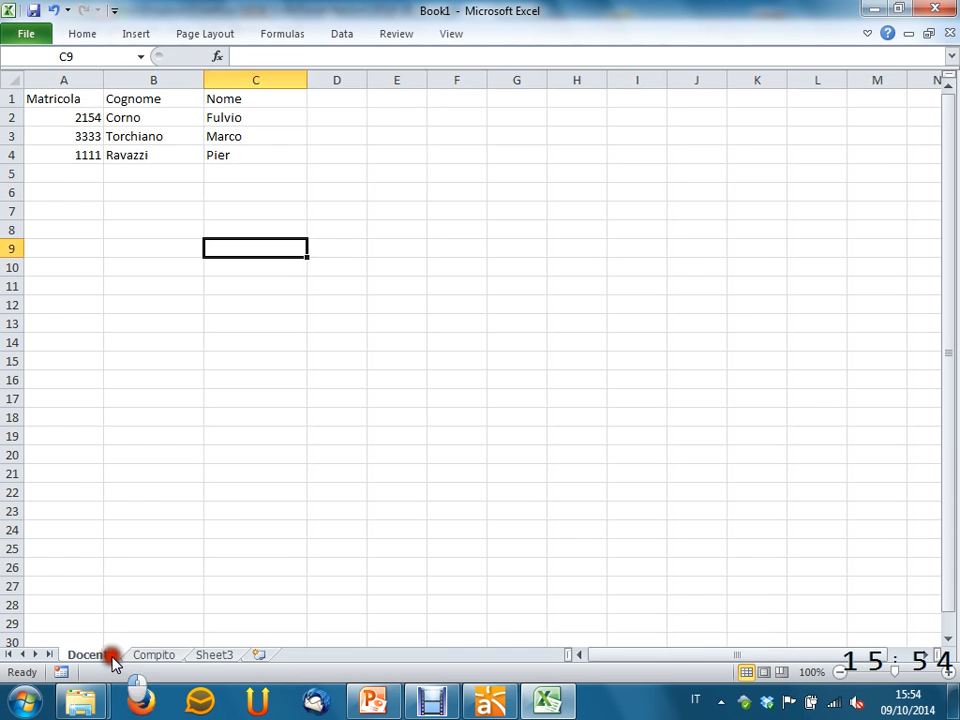 Book1 - Microsoft Excel
File Home Insert Page Layout Formulas Data Review View
C9 fx
A B C D E F G H I J K L M N
1 Matricola Cognome Nome
2 2154 Corno Fulvio
3 3333 Torchiano Marco
4 1111 Ravazzi Pier
5
6
7
8
9
10
11
12
13
14
15
16
17
18
19
20
21
22
23
24
25
26
27
28
29
30
Compito Sheet3
Ready 100% 15:54
IT 15:54
09/10/2014